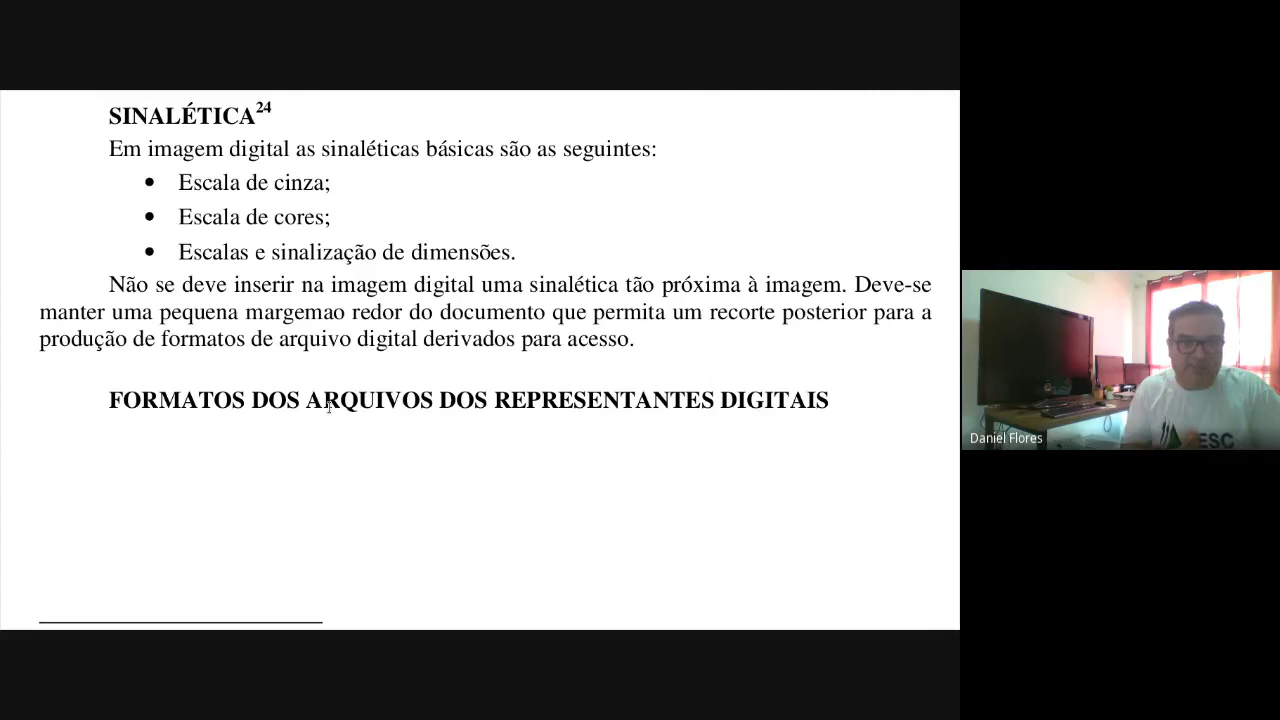 SINALÉTICA24
Em imagem digital as sinaléticas básicas são as seguintes:
• Escala de cinza;
• Escala de cores;
• Escalas e sinalização de dimensões.
Não se deve inserir na imagem digital uma sinalética tão próxima à imagem. Deve-se
manter uma pequena margemao redor do documento que permita um recorte posterior para a
produção de formatos de arquivo digital derivados para acesso.
FORMATOS DOS ARQUIVOS DOS REPRESENTANTES DIGITAIS
Daniel Flores
ESC